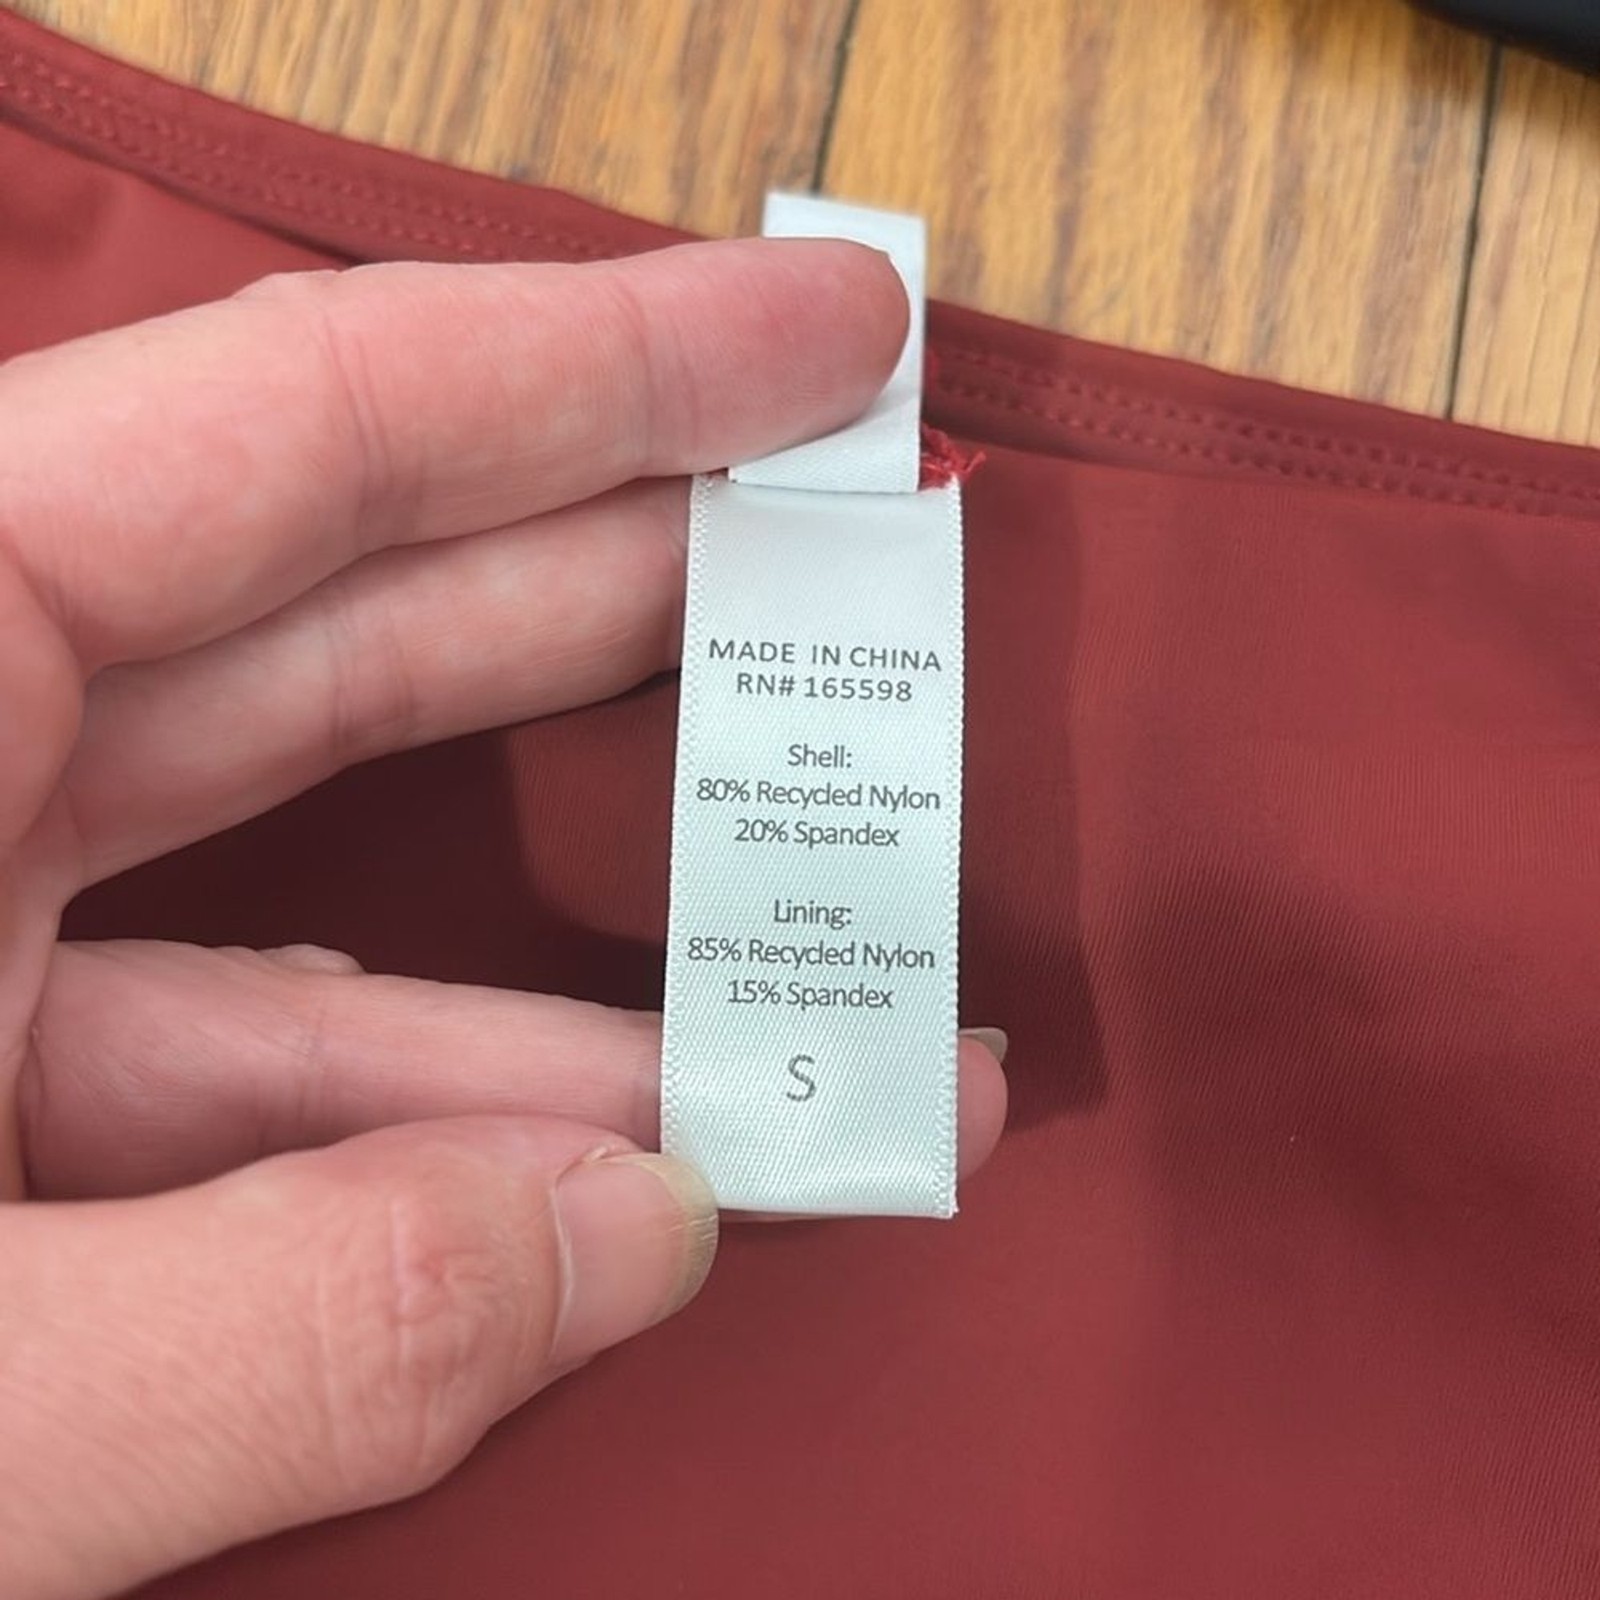 MADE IN CHINA
RN# 165598
Shell:
80% Recycled Nylon
20% Spandex
Lining:
85% Recycled Nylon
15% Spandex
S